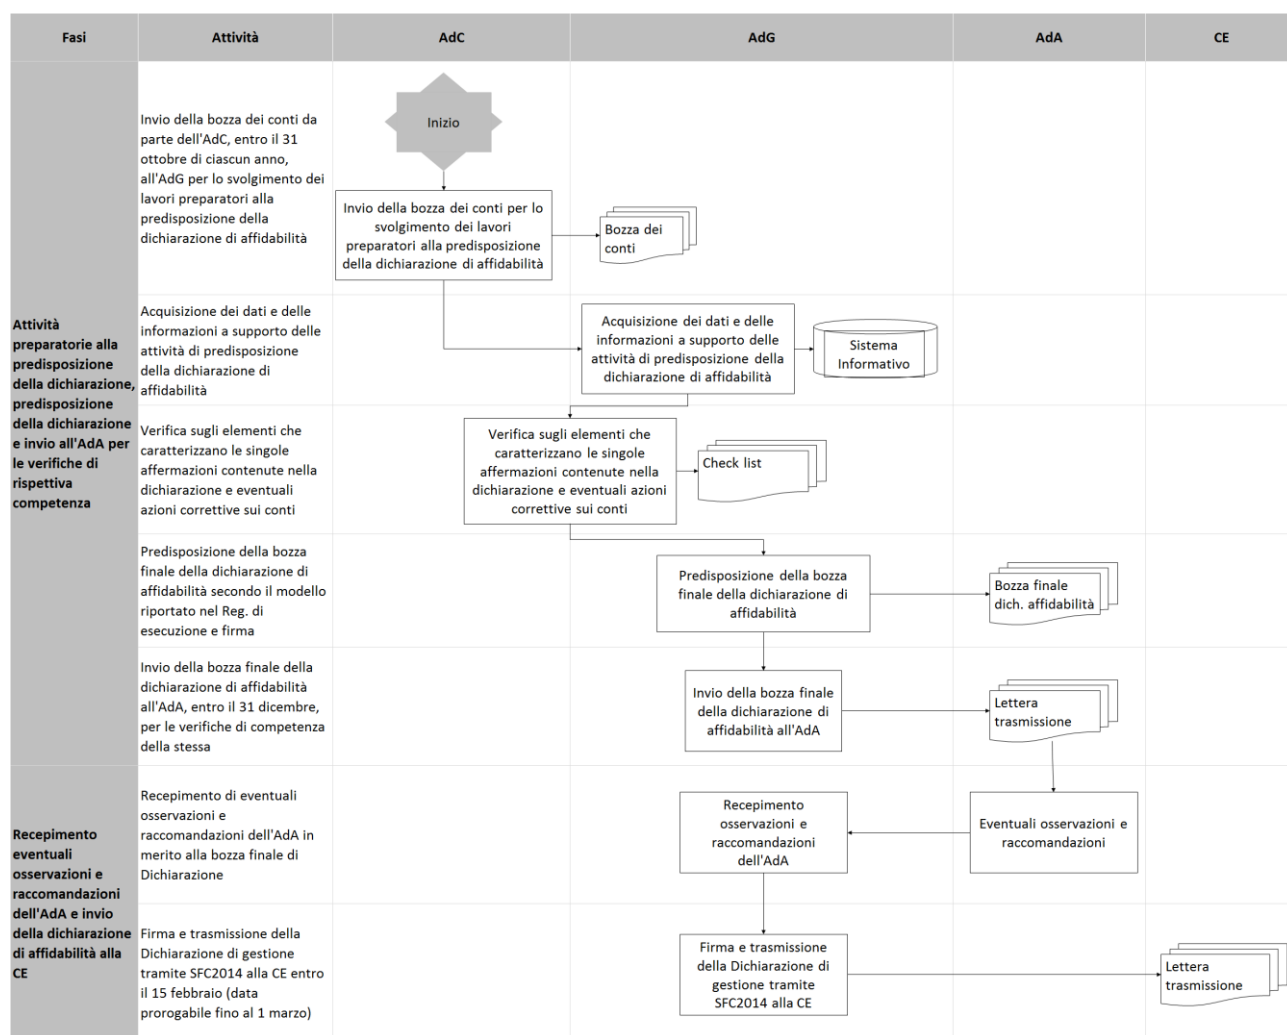 Fasi
Attività
AdC
AdG
AdA
CE
Attività
preparatorie alla
predisposizione
della dichiarazione,
predisposizione
della dichiarazione
e invio all'AdA per
le verifiche di
rispettiva
competenza
Invio della bozza dei conti da
parte dell'AdC, entro il 31
ottobre di ciascun anno,
all'AdG per lo svolgimento dei
lavori preparatori alla
predisposizione della
dichiarazione di affidabilità
Inizio
Invio della bozza dei conti per lo
svolgimento dei lavori
preparatori alla predisposizione
della dichiarazione di affidabilità
Bozza dei
conti
Acquisizione dei dati e delle
informazioni a supporto delle
attività di predisposizione
della dichiarazione di
affidabilità
Acquisizione dei dati e delle
informazioni a supporto delle
attività di predisposizione della
dichiarazione di affidabilità
Sistema
Informativo
Verifica sugli elementi che
caratterizzano le singole
affermazioni contenute nella
dichiarazione e eventuali
azioni correttive sui conti
Verifica sugli elementi che
caratterizzano le singole
affermazioni contenute nella
dichiarazione e eventuali azioni
correttive sui conti
Check list
Predisposizione della bozza
finale della dichiarazione di
affidabilità secondo il modello
riportato nel Reg. di
esecuzione e firma
Predisposizione della bozza
finale della dichiarazione di
affidabilità
Bozza finale
dich. affidabilità
Invio della bozza finale della
dichiarazione di affidabilità
all'AdA, entro il 31 dicembre,
per le verifiche di competenza
della stessa
Invio della bozza finale
della dichiarazione di
affidabilità all'AdA
Lettera
trasmissione
Recepimento
eventuali
osservazioni e
raccomandazioni
dell'AdA e invio
della dichiarazione
di affidabilità alla
CE
Recepimento di eventuali
osservazioni e
raccomandazioni dell'AdA in
merito alla bozza finale di
Dichiarazione
Recepimento
osservazioni e
raccomandazioni
dell'AdA
Eventuali osservazioni e
raccomandazioni
Firma e trasmissione della
Dichiarazione di gestione
tramite SFC2014 alla CE entro
il 15 febbraio (data
prorogabile fino al 1 marzo)
Firma e trasmissione
della Dichiarazione di
gestione tramite
SFC2014 alla CE
Lettera
trasmissione